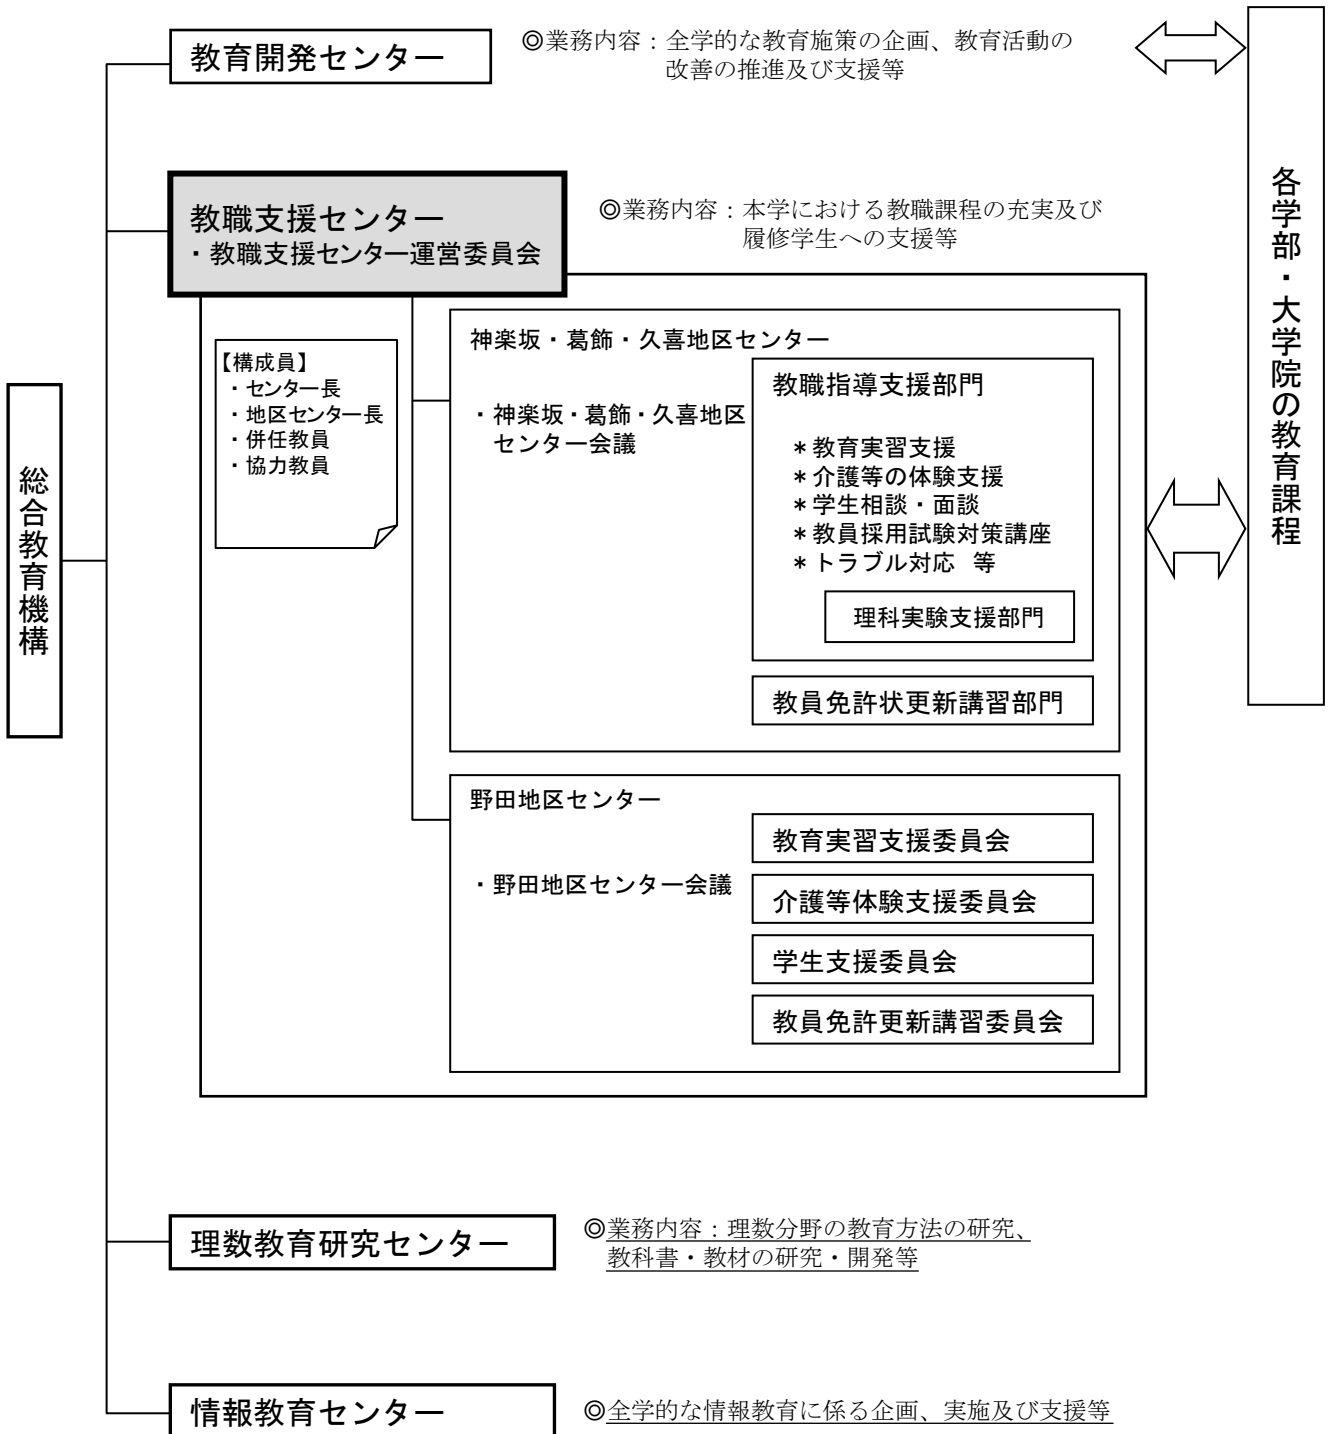 教育開発センター
◎業務内容：全学的な教育施策の企画、教育活動の
改善の推進及び支援等
教職支援センター
・教職支援センター運営委員会
◎業務内容：本学における教職課程の充実及び
履修学生への支援等
各学部・大学院の教育課程
総合教育機構
【構成員】
・センター長
・地区センター長
・併任教員
・協力教員
神楽坂・葛飾・久喜地区センター
・神楽坂・葛飾・久喜地区
センター会議
教職指導支援部門
＊教育実習支援
＊介護等の体験支援
＊学生相談・面談
＊教員採用試験対策講座
＊トラブル対応 等
理科実験支援部門
教員免許状更新講習部門
野田地区センター
・野田地区センター会議
教育実習支援委員会
介護等体験支援委員会
学生支援委員会
教員免許更新講習委員会
理数教育研究センター
◎業務内容：理数分野の教育方法の研究、
教科書・教材の研究・開発等
情報教育センター
◎全学的な情報教育に係る企画、実施及び支援等